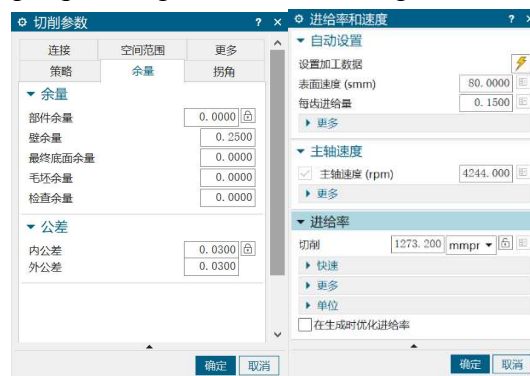 切削参数
? ×
连接 空间范围 更多
策略 余量 拐角
余量
部件余量 0.0000
壁余量 0.2500
最终底面余量 0.0000
毛坯余量 0.0000
检查余量 0.0000
公差
内公差 0.0300
外公差 0.0300
确定 取消
进给率和速度
? ×
自动设置
设置加工数据
表面速度 (smm) 80.0000
每齿进给量 0.1500
更多
主轴速度
主轴速度 (rpm) 4244.000
更多
进给率
切削 1273.200 mmpr
快速
更多
单位
在生成时优化进给率
确定 取消